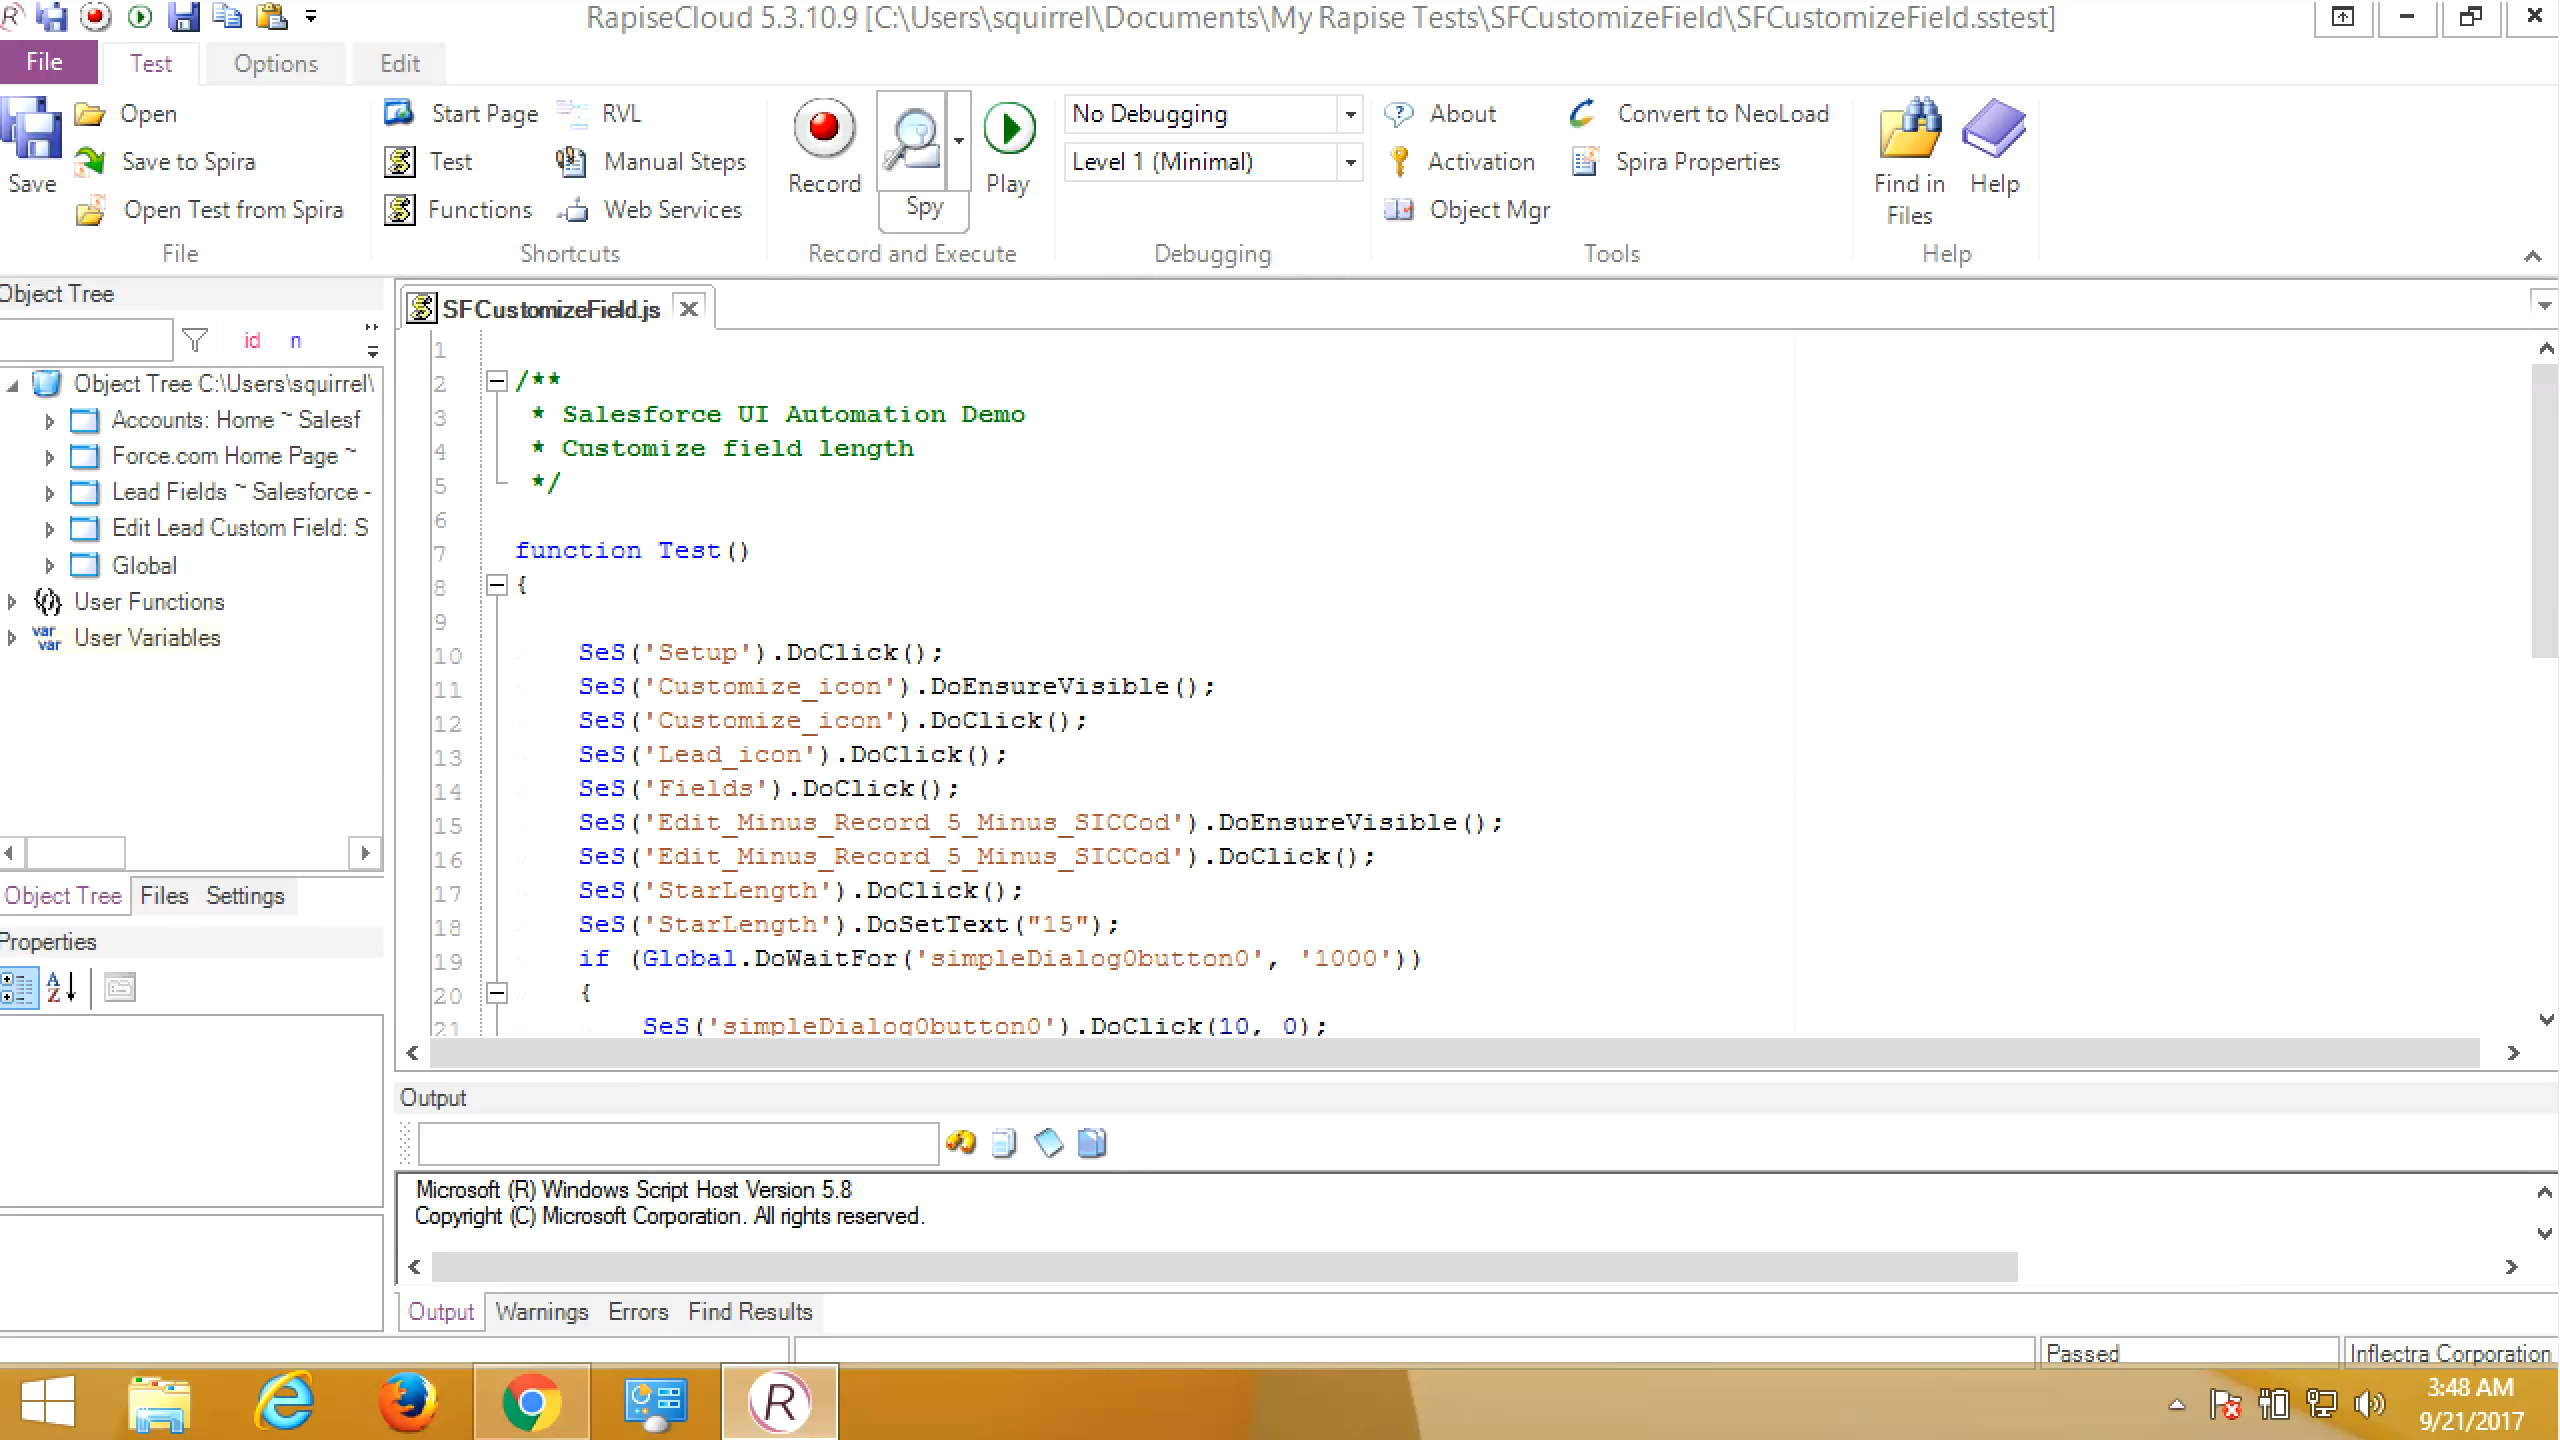 RapiseCloud 5.3.10.9 [C:\Users\squirrel\Documents\My Rapise Tests\SFCustomizeField\SFCustomizeField.sstest]
File Test Options Edit
Save
Open
Save to Spira
Open Test from Spira
File
Start Page
Test
Functions
RVL
Manual Steps
Web Services
Shortcuts
Record
Spy
Play
Record and Execute
No Debugging
Level 1 (Minimal)
Debugging
About
Activation
Object Mgr
Convert to NeoLoad
Spira Properties
Tools
Find in
Files
Help
Help
Object Tree
id n
Object Tree C:\Users\squirrel\
Accounts: Home ~ Salesf
Force.com Home Page ~
Lead Fields ~ Salesforce -
Edit Lead Custom Field: S
Global
User Functions
var
var User Variables
Object Tree Files Settings
Properties
A
Z
SFCustomizeField.js
1
2 /**
3 * Salesforce UI Automation Demo
4 * Customize field length
5 */
6
7 function Test()
8 {
9
10 SeS('Setup').DoClick();
11 SeS('Customize_icon').DoEnsureVisible();
12 SeS('Customize_icon').DoClick();
13 SeS('Lead_icon').DoClick();
14 SeS('Fields').DoClick();
15 SeS('Edit_Minus_Record_5_Minus_SICCod').DoEnsureVisible();
16 SeS('Edit_Minus_Record_5_Minus_SICCod').DoClick();
17 SeS('StarLength').DoClick();
18 SeS('StarLength').DoSetText("15");
19 if (Global.DoWaitFor('simpleDialog0button0', '1000'))
20 {
21 SeS('simpleDialog0button0').DoClick(10, 0);
Output
Microsoft (R) Windows Script Host Version 5.8
Copyright (C) Microsoft Corporation. All rights reserved.
Output Warnings Errors Find Results
Passed
Inflectra Corporation
R
3:48 AM
9/21/2017